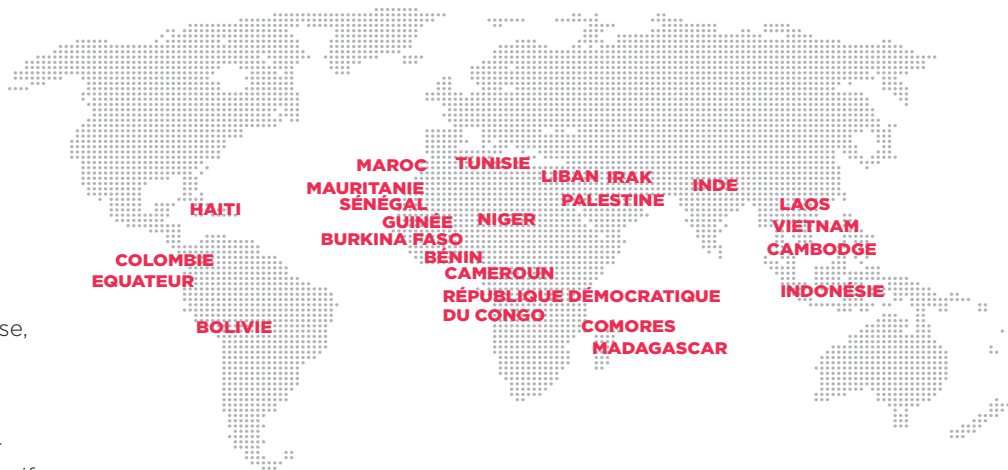 MAROC
TUNISIE
LIBAN
IRAK
MAURITANIE
INDE
SÉNÉGAL
PALESTINE
HAITI
LAOS
GUINÉE
NIGER
VIETNAM
BURKINA FASO
CAMBODGE
BÉNIN
COLOMBIE
CAMEROUN
EQUATEUR
INDONÉSIE
RÉPUBLIQUE DÉMOCRATIQUE
DU CONGO
BOLIVIE
COMORES
se,
MADAGASCAR